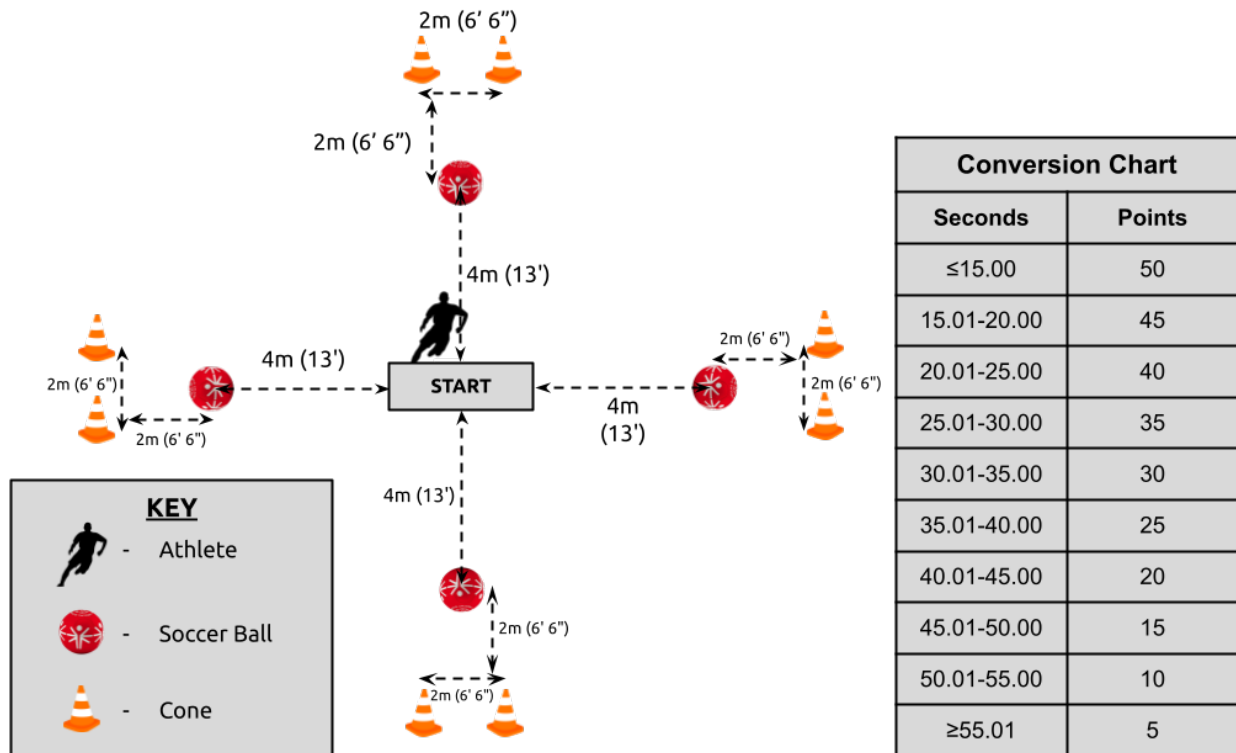 2m (6’ 6”)
2m (6’ 6”)
4m (13')
4m (13')
START
2m (6’ 6”)
2m (6’ 6”)
2m (6’ 6”)
2m (6’ 6”)
4m
(13')
4m (13')
2m (6’ 6”)
2m (6’ 6”)
KEY
- Athlete
- Soccer Ball
- Cone
Conversion Chart
Seconds Points
≤15.00 50
15.01-20.00 45
20.01-25.00 40
25.01-30.00 35
30.01-35.00 30
35.01-40.00 25
40.01-45.00 20
45.01-50.00 15
50.01-55.00 10
≥55.01 5